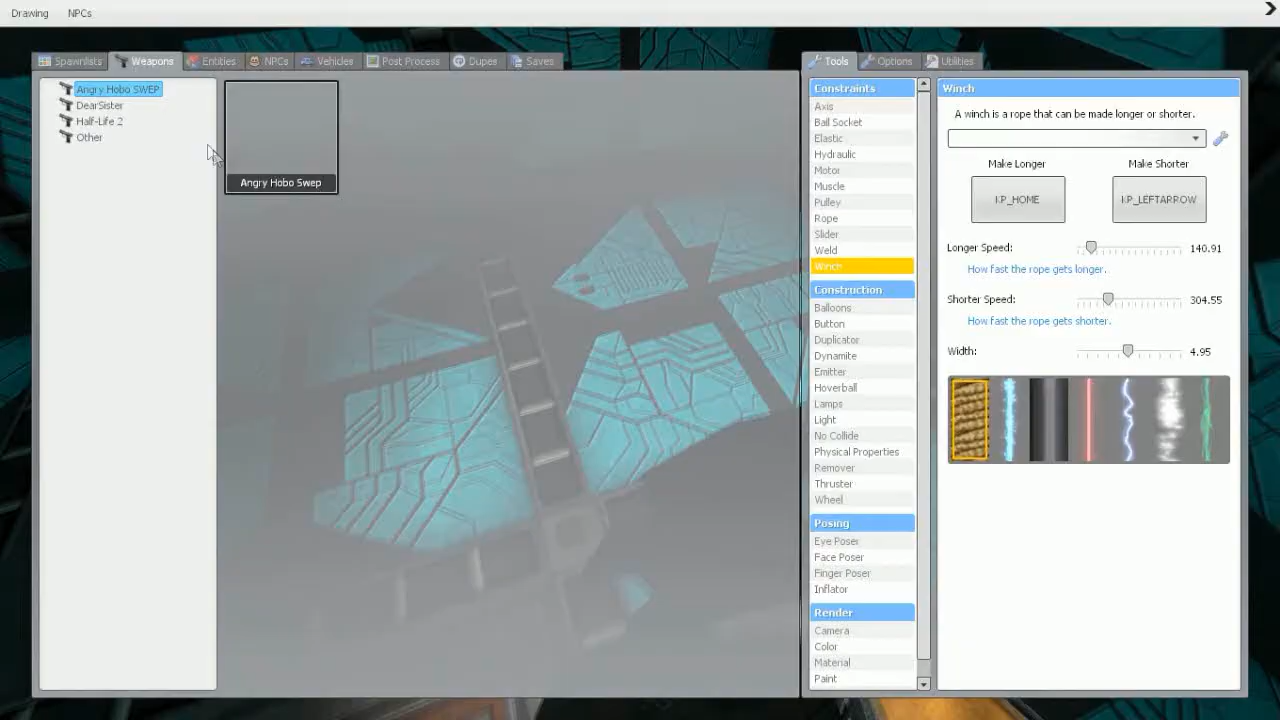 Drawing NPCs
Spawnlists Weapons Entities NPCs Vehicles Post Process Dupes Saves
Angry Hobo SWEP
DearSister
Half-Life 2
Other
Angry Hobo Swep
Tools Options Utilities
Constraints
Axis
Ball Socket
Elastic
Hydraulic
Motor
Muscle
Pulley
Rope
Slider
Weld
Winch
Construction
Balloons
Button
Duplicator
Dynamite
Emitter
Hoverball
Lamps
Light
No Collide
Physical Properties
Remover
Thruster
Wheel
Posing
Eye Poser
Face Poser
Finger Poser
Inflator
Render
Camera
Color
Material
Paint
Winch
A winch is a rope that can be made longer or shorter.
Make Longer Make Shorter
KP_HOME KP_LEFTARROW
Longer Speed: 140.91
How fast the rope gets longer.
Shorter Speed: 304.55
How fast the rope gets shorter.
Width: 4.95